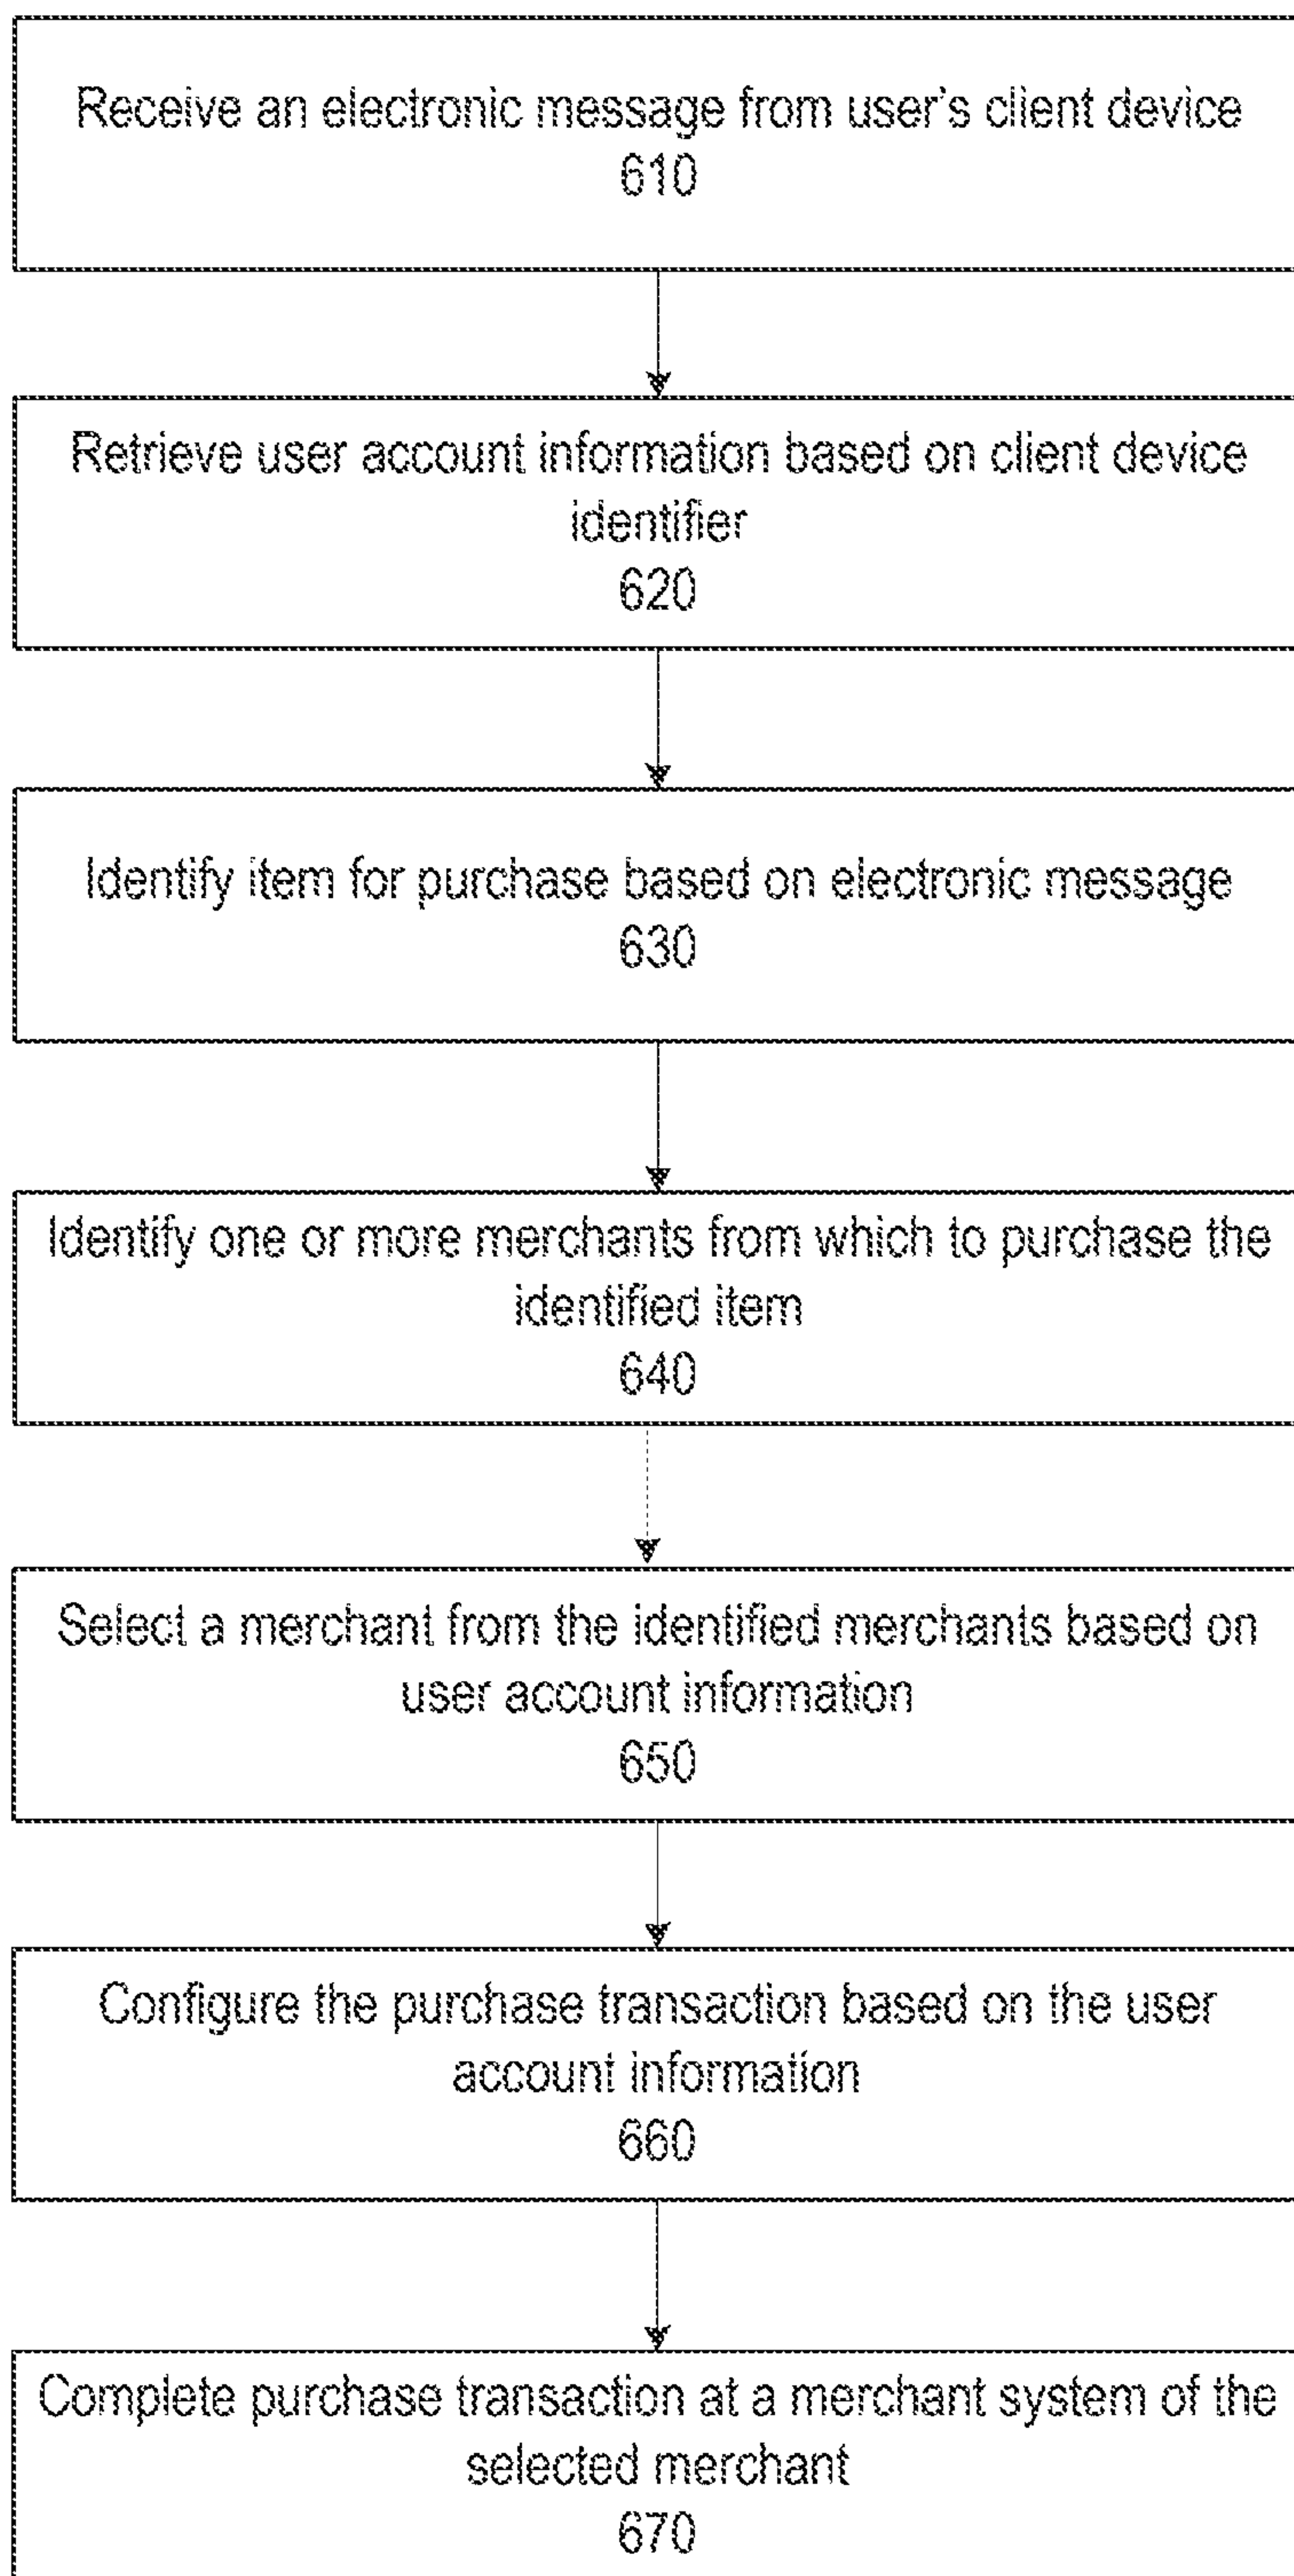 Receive an electronic message from user's client device
610
Retrieve user account information based on client device
identifier
620
Identify item for purchase based on electronic message
630
Identify one or more merchants from which to purchase the
identified item
640
Select a merchant from the identified merchants based on
user account information
650
Configure the purchase transaction based on the user
account information
660
Complete purchase transaction at a merchant system of the
selected merchant
670